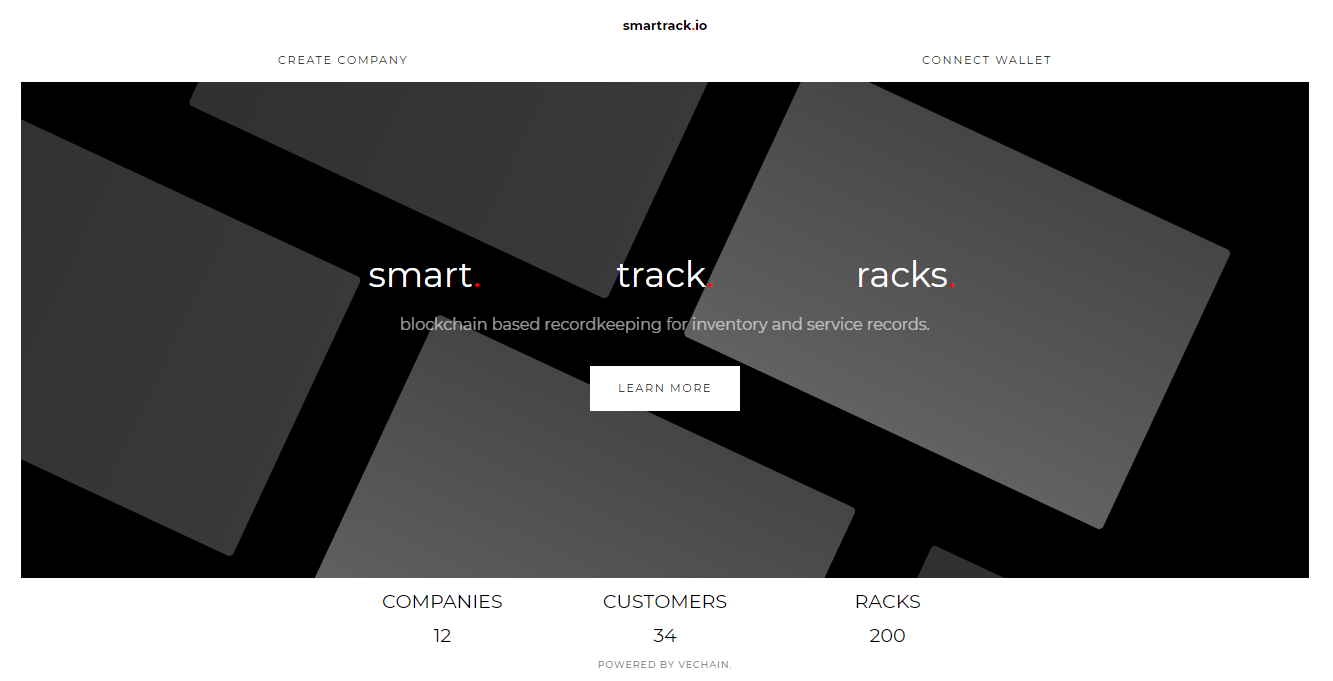 smartrack.io
CREATE COMPANY CONNECT WALLET
smart. track. racks.
blockchain based recordkeeping for inventory and service records.
LEARN MORE
COMPANIES CUSTOMERS RACKS
12 34 200
POWERED BY VECHAIN.